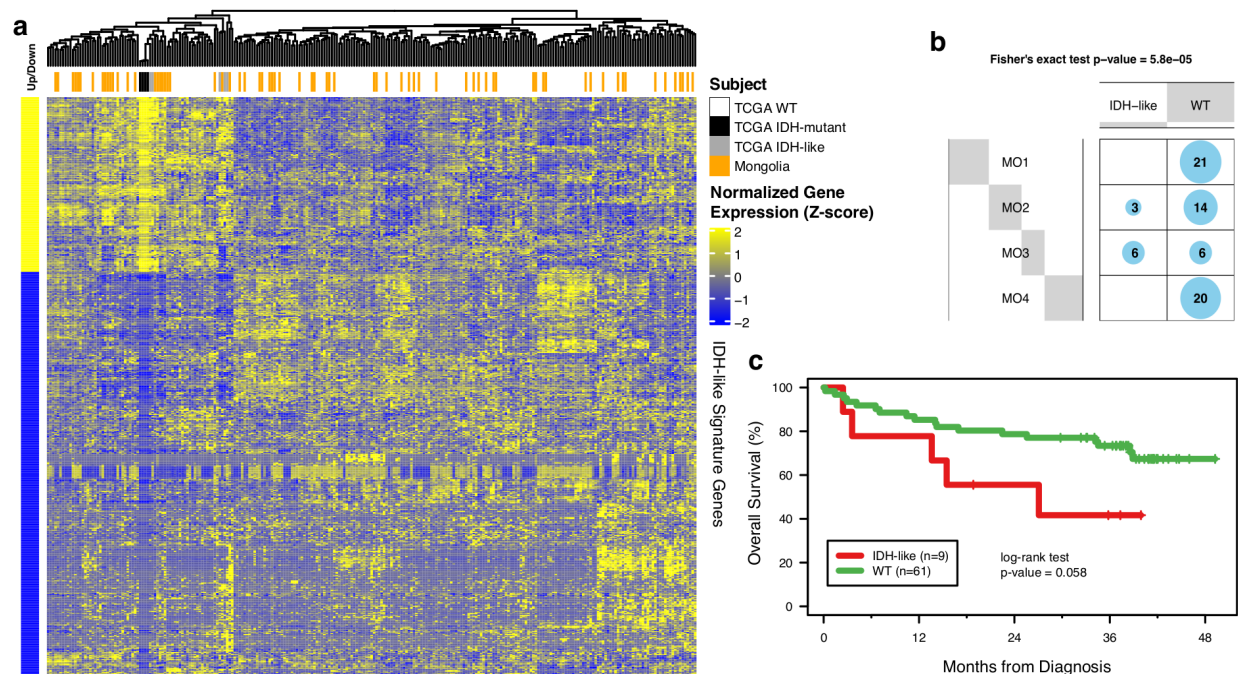 a
Up/Down
Subject
TCGA WT
TCGA IDH-mutant
TCGA IDH-like
Mongolia
Normalized Gene
Expression (Z-score)
2
1
0
−1
−2
IDH-like Signature Genes
b
Fisher's exact test p−value = 5.8e−05
IDH−like WT
MO1 21
MO2 3 14
MO3 6 6
MO4 20
c
Overall Survival (%)
100
80
60
40
20
0
IDH-like (n=9)
WT (n=61)
log-rank test
p-value = 0.058
0 12 24 36 48
Months from Diagnosis